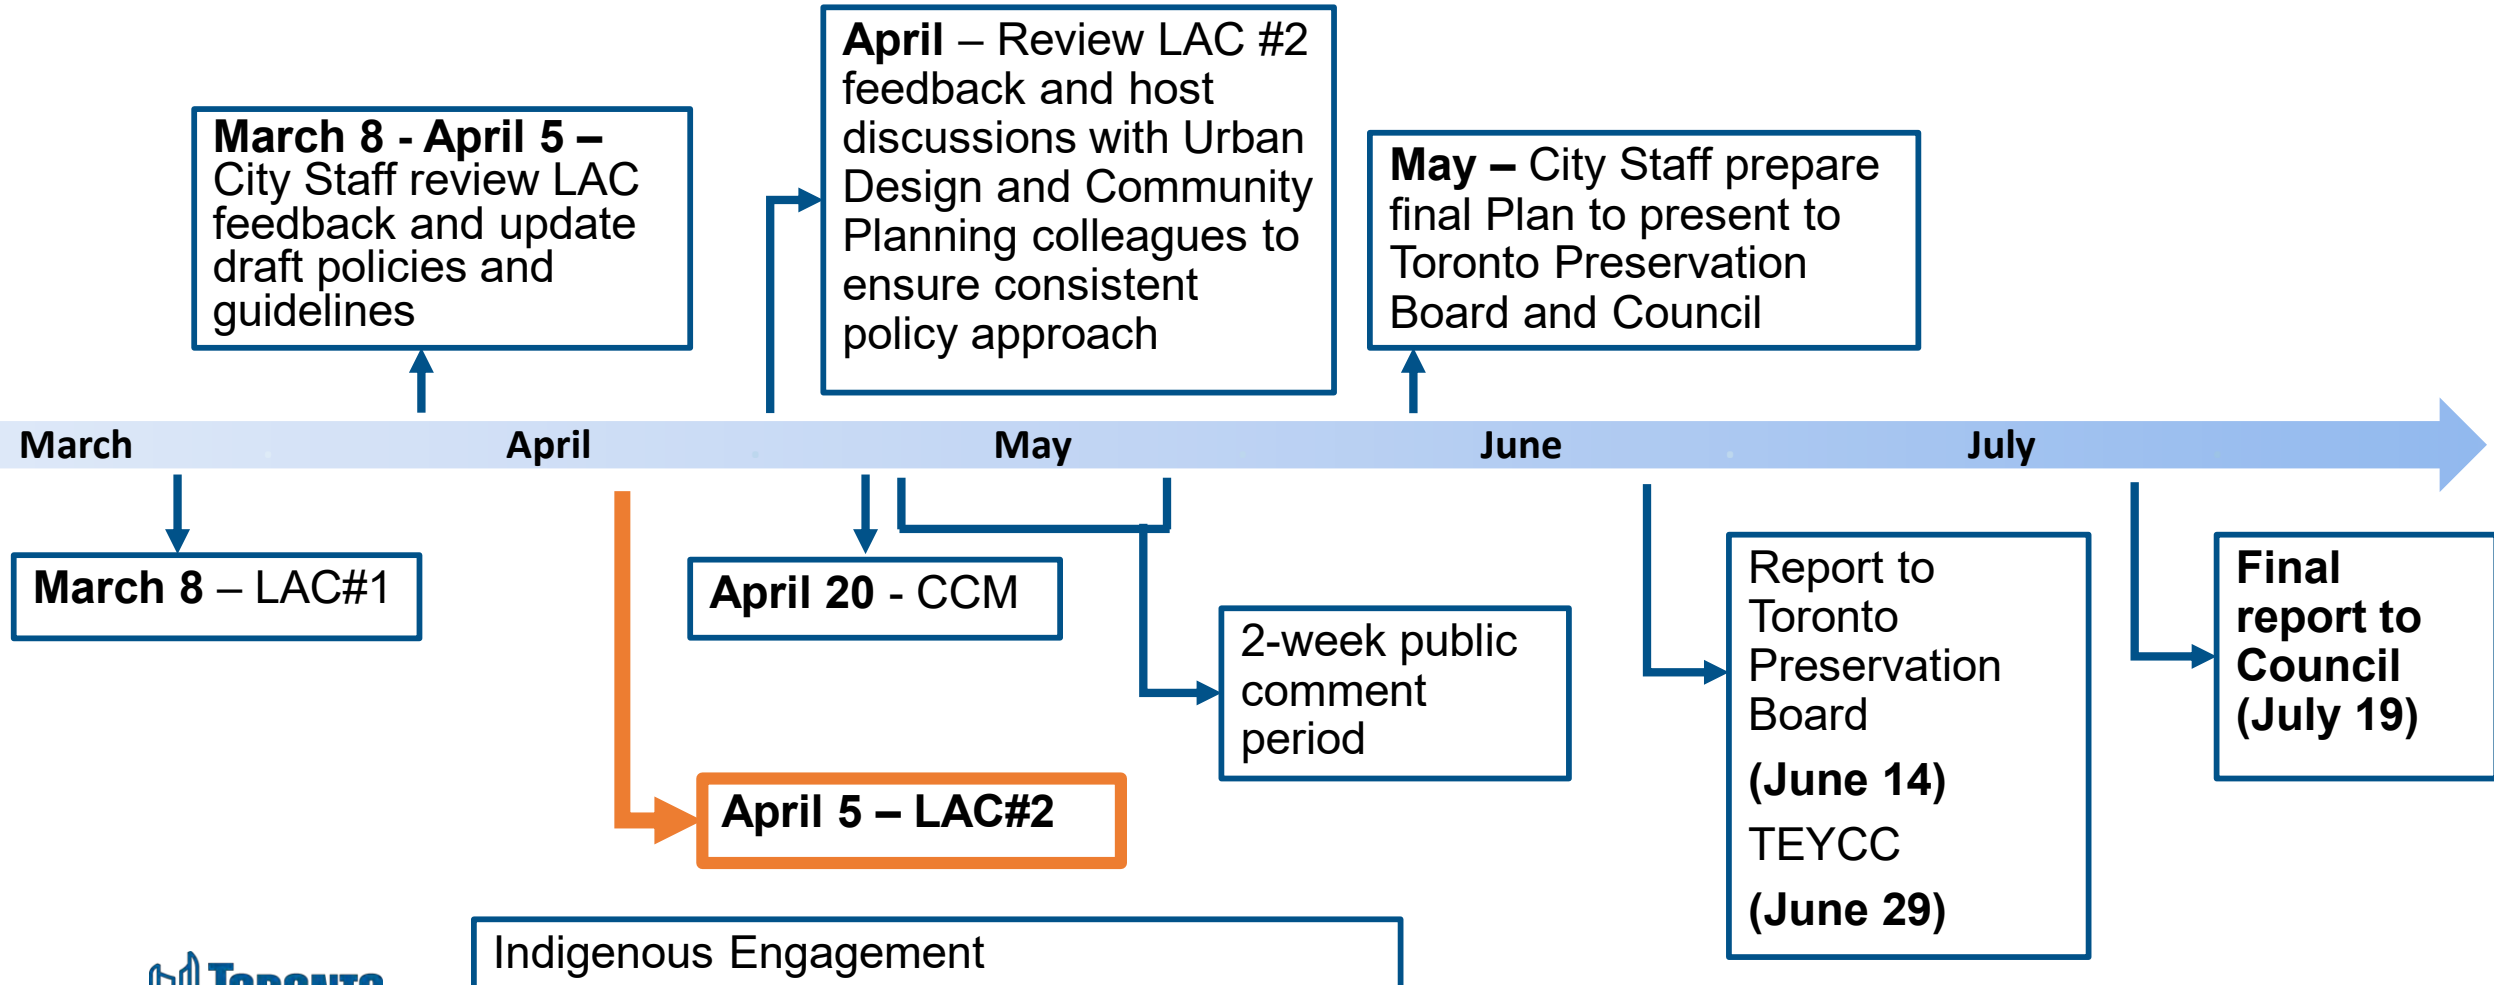 April – Review LAC #2
feedback and host
discussions with Urban
Design and Community
Planning colleagues to
ensure consistent
policy approach
March 8 - April 5 –
City Staff review LAC
feedback and update
draft policies and
guidelines
May – City Staff prepare
final Plan to present to
Toronto Preservation
Board and Council
March
April
May
June
July
March 8 – LAC#1
April 20 - CCM
2-week public
comment
period
Report to
Toronto
Preservation
Board
(June 14)
TEYCC
(June 29)
Final
report to
Council
(July 19)
April 5 – LAC#2
Indigenous Engagement
TORONTO